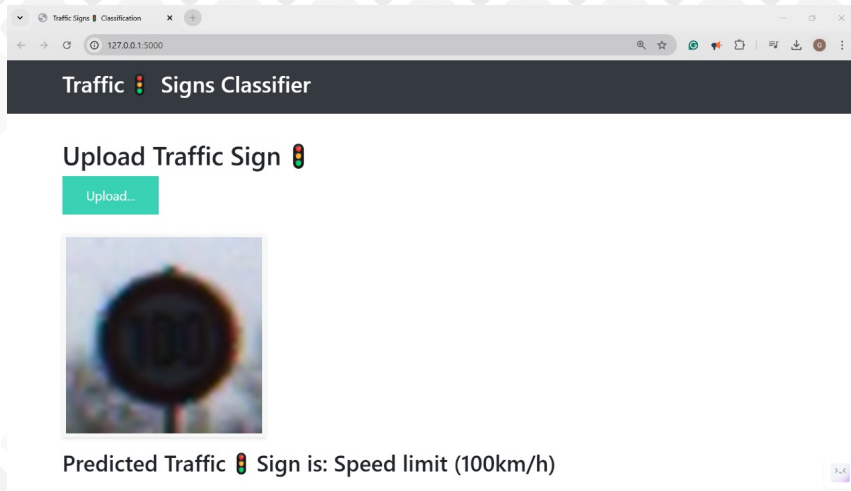 Traffic Signs 🚦 Classification
127.0.0.1:5000
G
Traffic 🚦 Signs Classifier
Upload Traffic Sign 🚦
Upload...
100
Predicted Traffic 🚦 Sign is: Speed limit (100km/h)